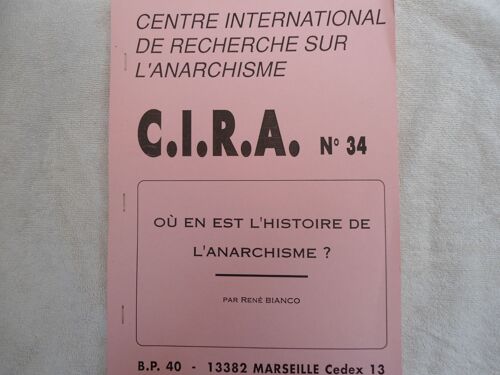 CENTRE INTERNATIONAL
DE RECHERCHE SUR
L'ANARCHISME
C.I.R.A. N° 34
OÙ EN EST L'HISTOIRE DE
L'ANARCHISME ?
PAR RENÉ BIANCO
B.P. 40 - 13382 MARSEILLE Cedex 13